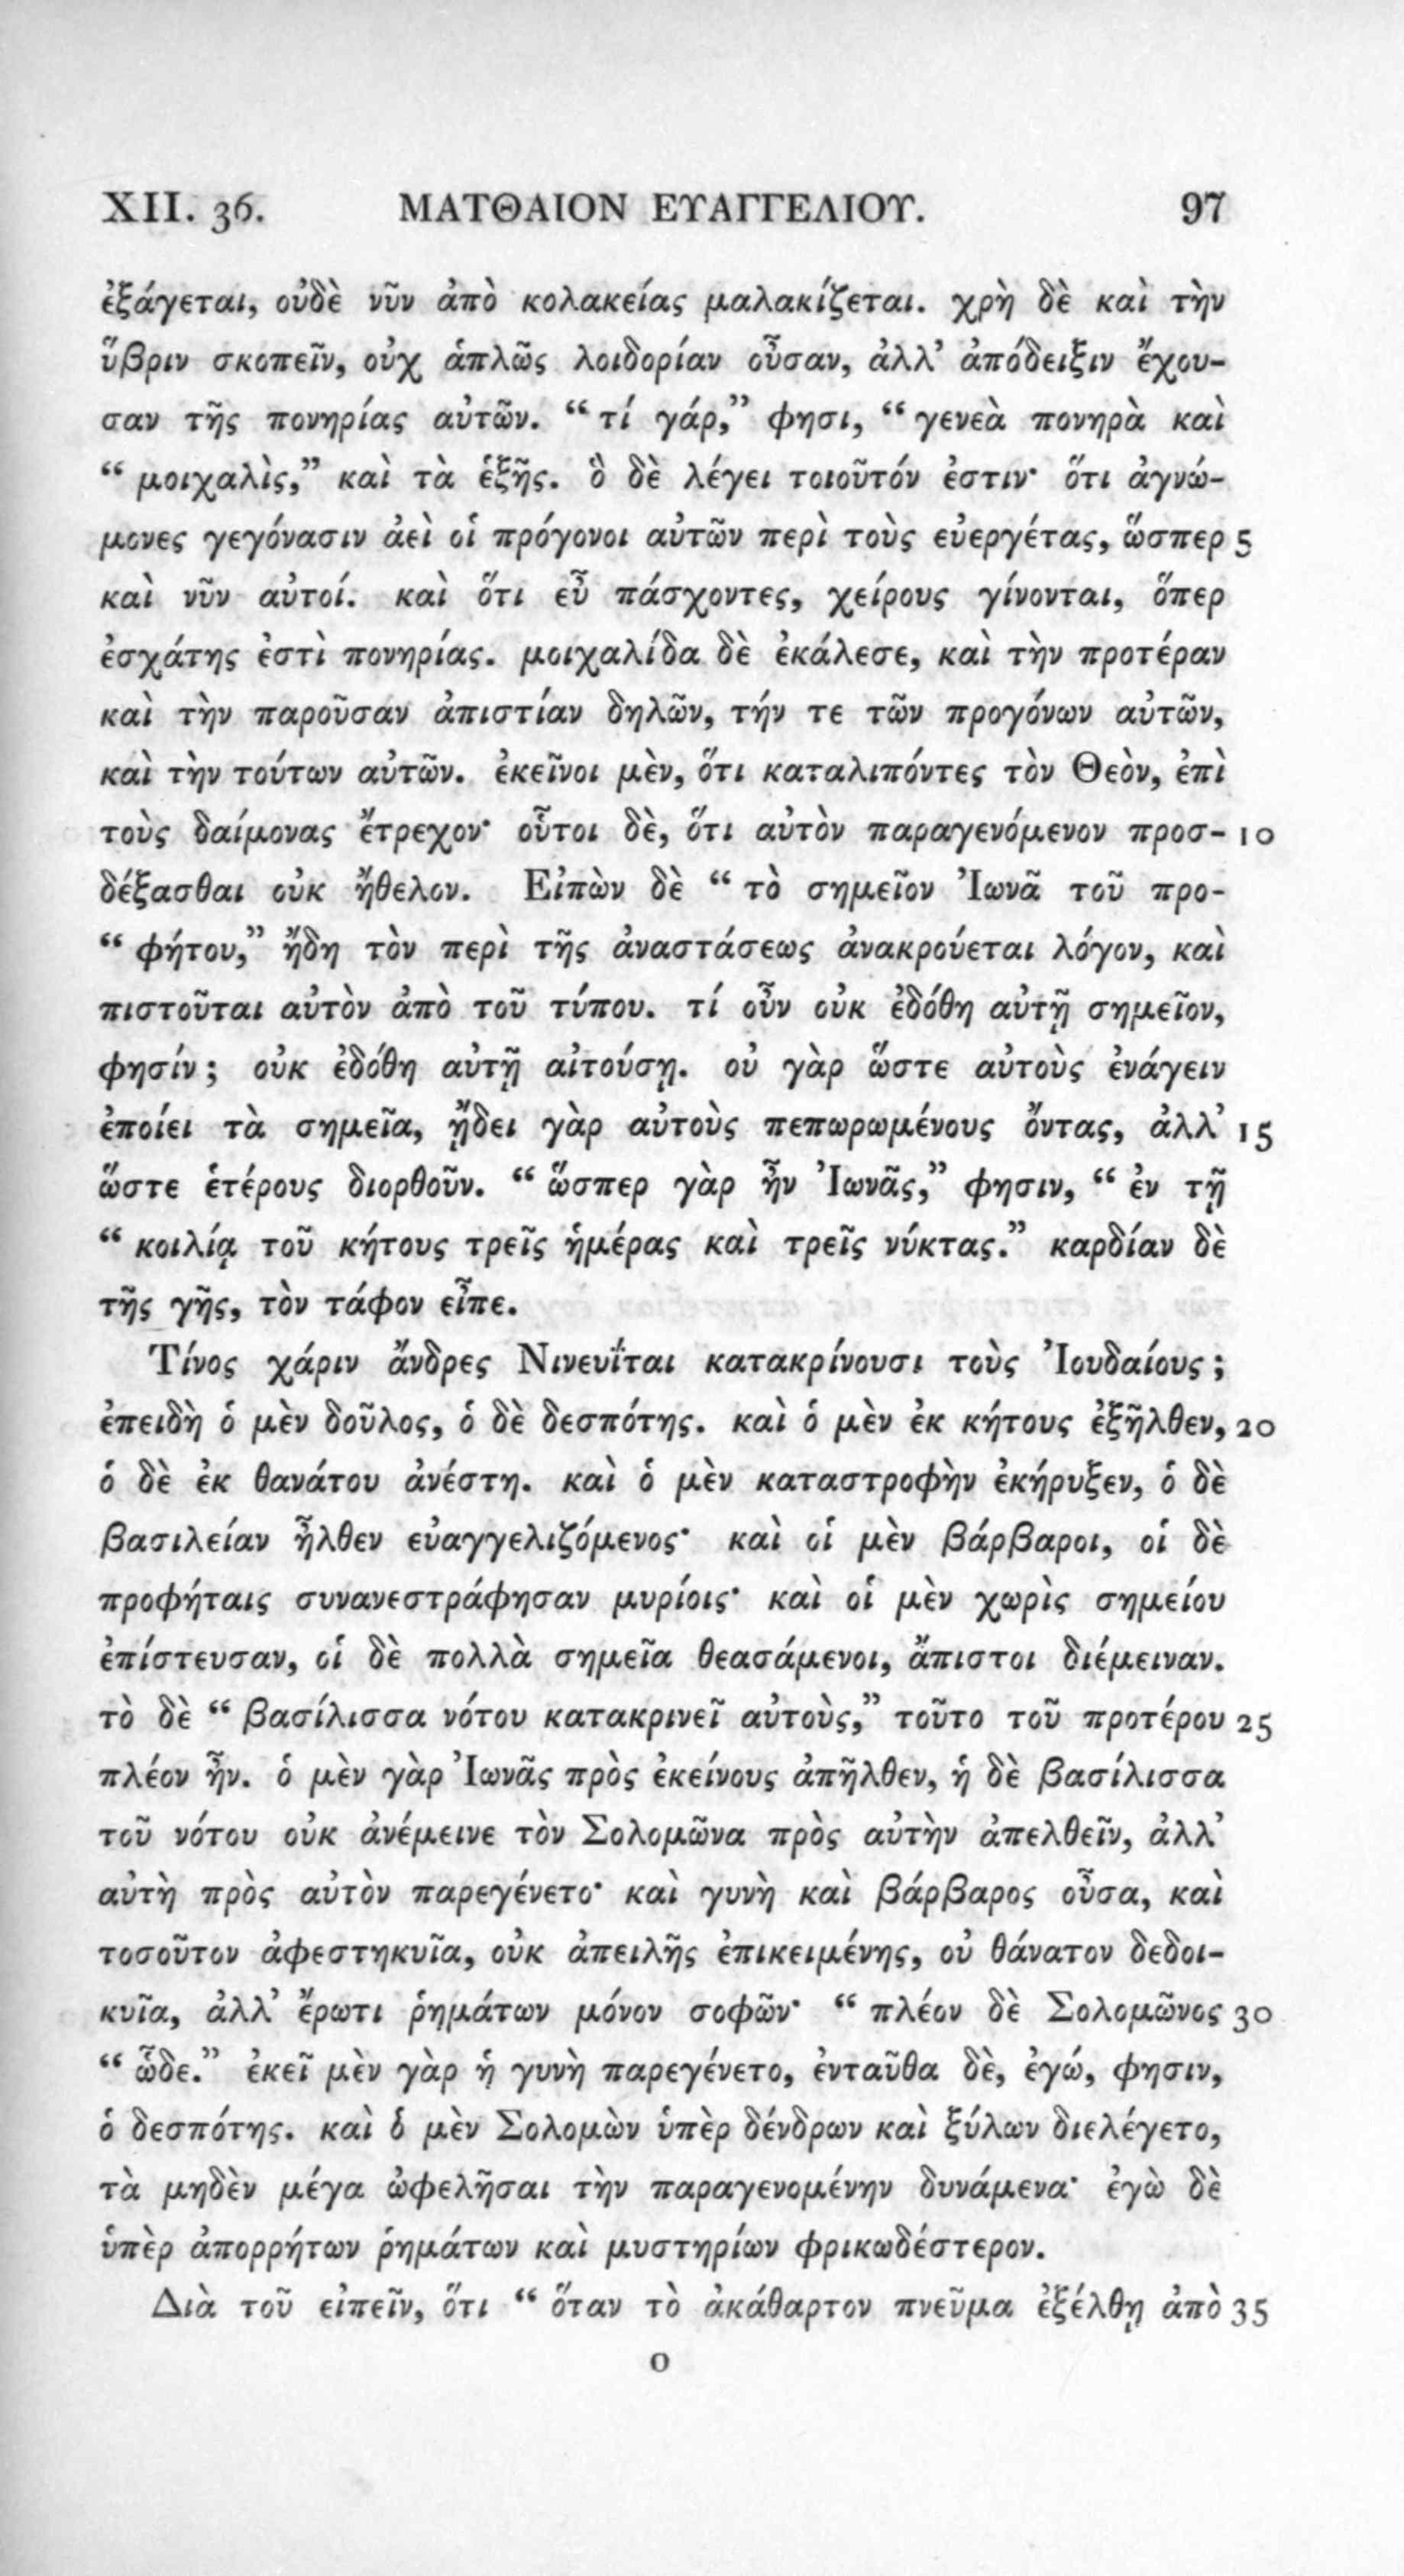 XII. 36. ΜΑΤΘΑΙΟΝ ΕΥΑΓΓΕΛΙΟΥ. 97
ἐξάγεται, οὐδὲ νῦν ἀπὸ κολακείας μαλακίζεται. χρὴ δὲ καὶ τὴν
ὕβριν σκοπεῖν, οὐχ ἁπλῶς λοιδορίαν οὖσαν, ἀλλ’ ἀπόδειξιν ἔχου-
σαν τῆς πονηρίας αὐτῶν. “ τί γάρ,” φησι, “ γενεὰ πονηρὰ καὶ
“ μοιχαλὶς,” καὶ τὰ ἑξῆς. ὃ δὲ λέγει τοιοῦτόν ἐστιν· ὅτι ἀγνώ-
μονες γεγόνασιν ἀεὶ οἱ πρόγονοι αὐτῶν περὶ τοὺς εὐεργέτας, ὥσπερ 5
καὶ νῦν αὐτοί. καὶ ὅτι εὖ πάσχοντες, χείρους γίνονται, ὅπερ
ἐσχάτης ἐστὶ πονηρίας. μοιχαλίδα δὲ ἐκάλεσε, καὶ τὴν προτέραν
καὶ τὴν παροῦσαν ἀπιστίαν δηλῶν, τήν τε τῶν προγόνων αὐτῶν,
καὶ τὴν τούτων αὐτῶν. ἐκεῖνοι μὲν, ὅτι καταλιπόντες τὸν Θεὸν, ἐπὶ
τοὺς δαίμονας ἔτρεχον· οὗτοι δὲ, ὅτι αὐτὸν παραγενόμενον προσ- 10
δέξασθαι οὐκ ἤθελον. Εἰπὼν δὲ “ τὸ σημεῖον Ἰωνᾶ τοῦ προ-
“ φήτου,” ἤδη τὸν περὶ τῆς ἀναστάσεως ἀνακρούεται λόγον, καὶ
πιστοῦται αὐτὸν ἀπὸ τοῦ τύπου. τί οὖν οὐκ ἐδόθη αὐτῇ σημεῖον,
φησίν ; οὐκ ἐδόθη αὐτῇ αἰτούσῃ. οὐ γὰρ ὥστε αὐτοὺς ἐνάγειν
ἐποίει τὰ σημεῖα, ᾔδει γὰρ αὐτοὺς πεπωρωμένους ὄντας, ἀλλ’ 15
ὥστε ἑτέρους διορθοῦν. “ ὥσπερ γὰρ ἦν Ἰωνᾶς,” φησιν, “ ἐν τῇ
“ κοιλίᾳ τοῦ κήτους τρεῖς ἡμέρας καὶ τρεῖς νύκτας.” καρδίαν δὲ
τῆς γῆς, τὸν τάφον εἶπε.
Τίνος χάριν ἄνδρες Νινευΐται κατακρίνουσι τοὺς Ἰουδαίους ;
ἐπειδὴ ὁ μὲν δοῦλος, ὁ δὲ δεσπότης. καὶ ὁ μὲν ἐκ κήτους ἐξῆλθεν, 20
ὁ δὲ ἐκ θανάτου ἀνέστη. καὶ ὁ μὲν καταστροφὴν ἐκήρυξεν, ὁ δὲ
βασιλείαν ἦλθεν εὐαγγελιζόμενος· καὶ οἱ μὲν βάρβαροι, οἱ δὲ
προφήταις συνανεστράφησαν μυρίοις· καὶ οἱ μὲν χωρὶς σημείου
ἐπίστευσαν, οἱ δὲ πολλὰ σημεῖα θεασάμενοι, ἄπιστοι διέμειναν.
τὸ δὲ “ βασίλισσα νότου κατακρινεῖ αὐτοὺς,” τοῦτο τοῦ προτέρου 25
πλέον ἦν. ὁ μὲν γὰρ Ἰωνᾶς πρὸς ἐκείνους ἀπῆλθεν, ἡ δὲ βασίλισσα
τοῦ νότου οὐκ ἀνέμεινε τὸν Σολομῶνα πρὸς αὐτὴν ἀπελθεῖν, ἀλλ’
αὐτὴ πρὸς αὐτὸν παρεγένετο· καὶ γυνὴ καὶ βάρβαρος οὖσα, καὶ
τοσοῦτον ἀφεστηκυῖα, οὐκ ἀπειλῆς ἐπικειμένης, οὐ θάνατον δεδοι-
κυῖα, ἀλλ’ ἔρωτι ῥημάτων μόνον σοφῶν· “ πλέον δὲ Σολομῶνος 30
“ ὧδε.” ἐκεῖ μὲν γὰρ ἡ γυνὴ παρεγένετο, ἐνταῦθα δὲ, ἐγώ, φησιν,
ὁ δεσπότης. καὶ ὁ μὲν Σολομὼν ὑπὲρ δένδρων καὶ ξύλων διελέγετο,
τὰ μηδὲν μέγα ὠφελῆσαι τὴν παραγενομένην δυνάμενα· ἐγὼ δὲ
ὑπὲρ ἀπορρήτων ῥημάτων καὶ μυστηρίων φρικωδέστερον.
Διὰ τοῦ εἰπεῖν, ὅτι “ ὅταν τὸ ἀκάθαρτον πνεῦμα ἐξέλθῃ ἀπὸ 35
O